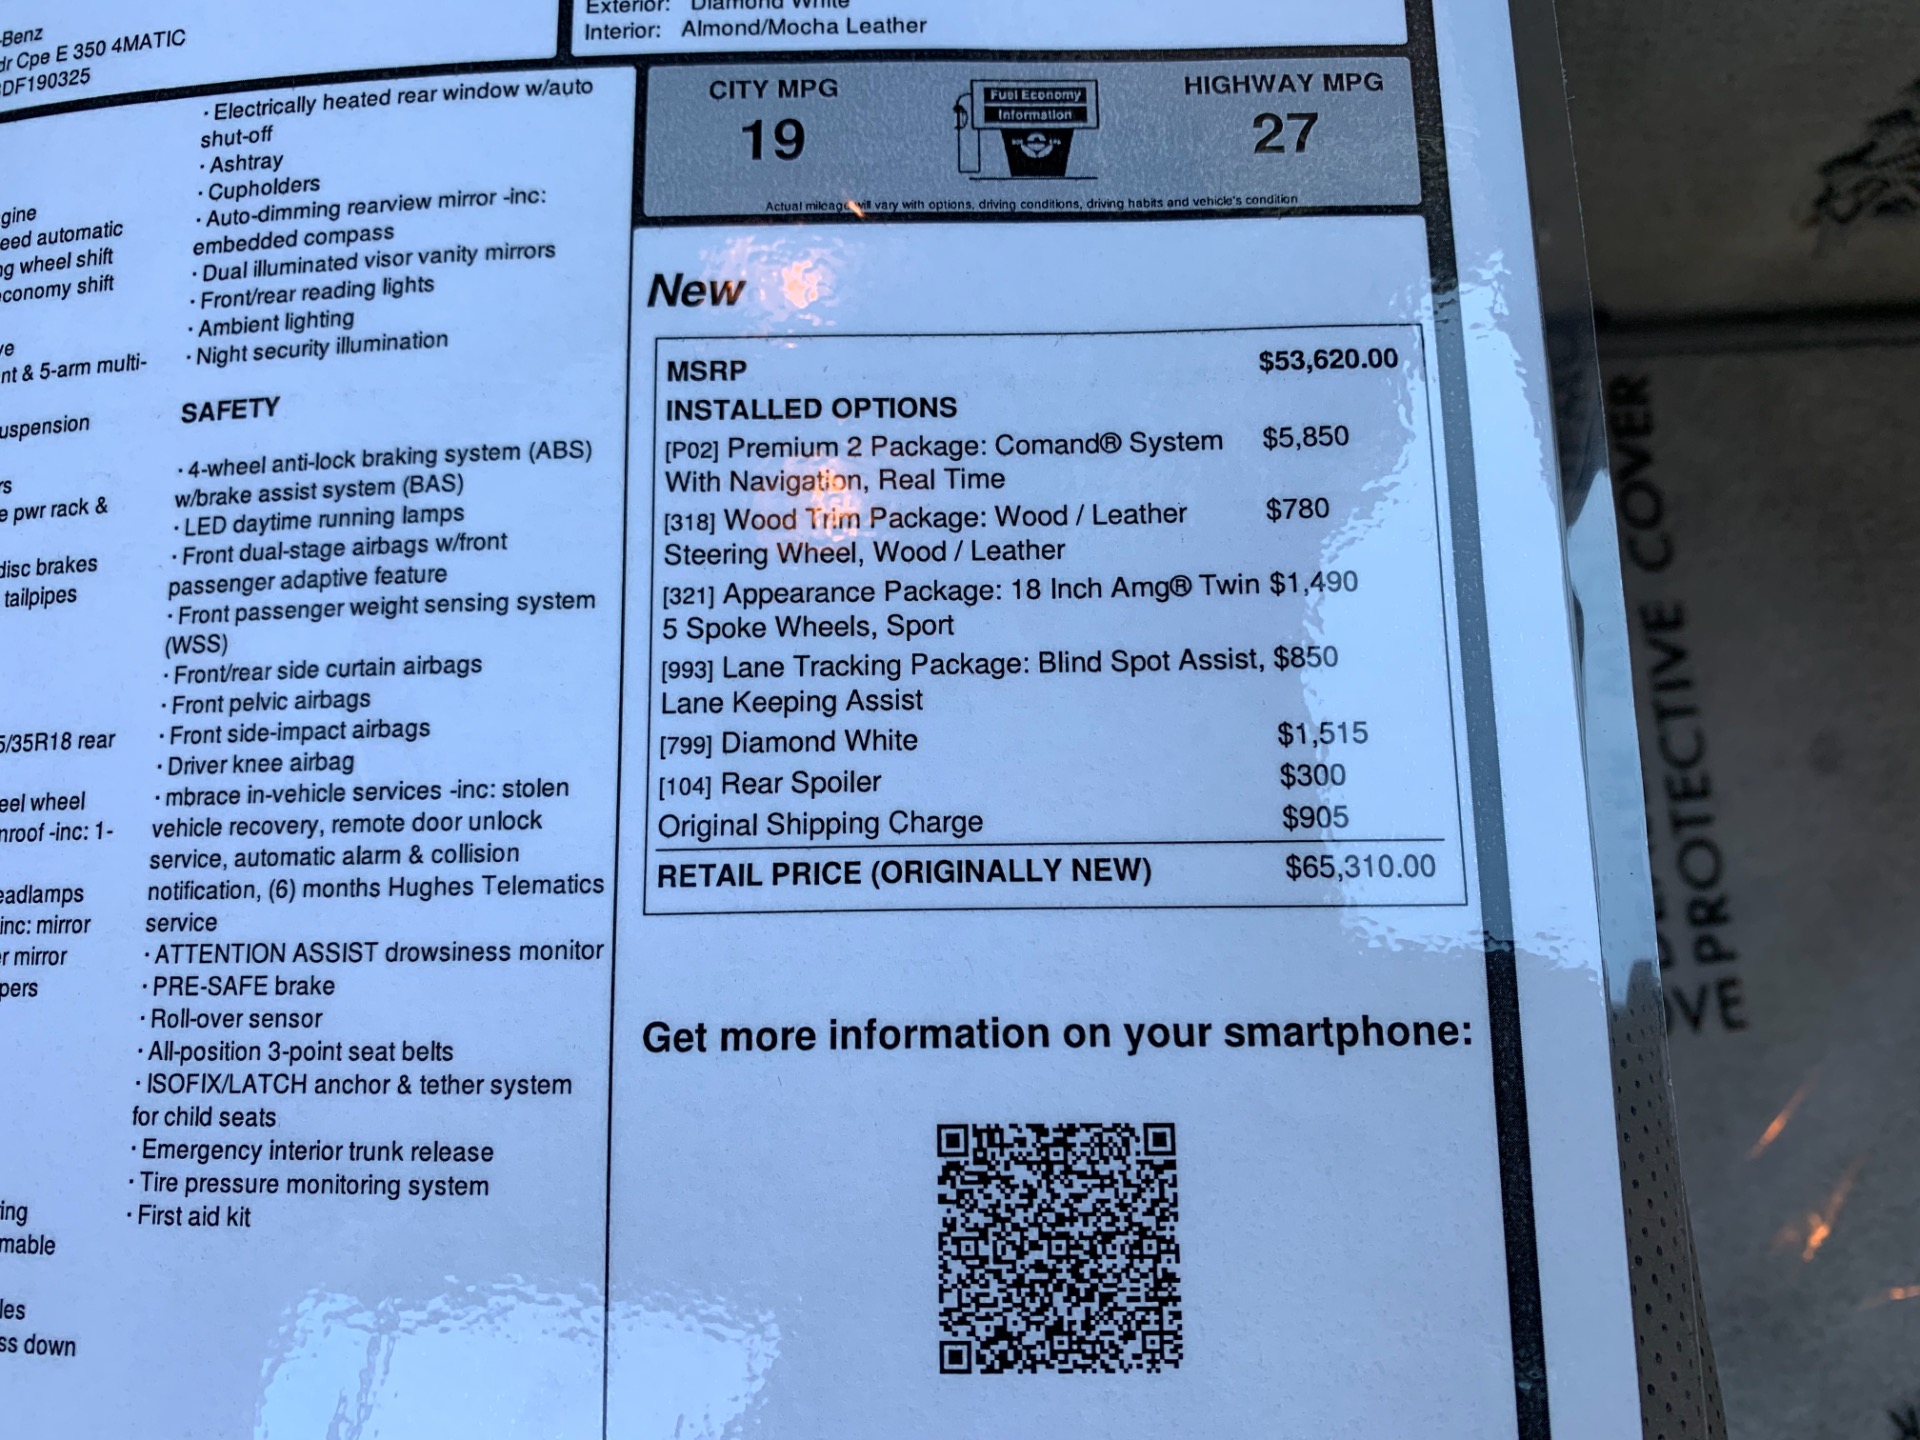 -Benz
dr Cpe E 350 4MATIC
DF190325
Exterior: Diamond White
Interior: Almond/Mocha Leather
gine
eed automatic
ng wheel shift
economy shift
ve
nt & 5-arm multi-
uspension
rs
e pwr rack &
disc brakes
tailpipes
5/35R18 rear
eel wheel
nroof -inc: 1-
eadlamps
inc: mirror
r mirror
pers
ing
mable
les
ss down
· Electrically heated rear window w/auto
shut-off
· Ashtray
· Cupholders
· Auto-dimming rearview mirror -inc:
embedded compass
· Dual illuminated visor vanity mirrors
· Front/rear reading lights
· Ambient lighting
· Night security illumination
SAFETY
· 4-wheel anti-lock braking system (ABS)
w/brake assist system (BAS)
· LED daytime running lamps
· Front dual-stage airbags w/front
passenger adaptive feature
· Front passenger weight sensing system
(WSS)
· Front/rear side curtain airbags
· Front pelvic airbags
· Front side-impact airbags
· Driver knee airbag
· mbrace in-vehicle services -inc: stolen
vehicle recovery, remote door unlock
service, automatic alarm & collision
notification, (6) months Hughes Telematics
service
· ATTENTION ASSIST drowsiness monitor
· PRE-SAFE brake
· Roll-over sensor
· All-position 3-point seat belts
· ISOFIX/LATCH anchor & tether system
for child seats
· Emergency interior trunk release
· Tire pressure monitoring system
· First aid kit
CITY MPG
19
Fuel Economy
Information
HIGHWAY MPG
27
Actual mileage will vary with options, driving conditions, driving habits and vehicle's condition
New
MSRP $53,620.00
INSTALLED OPTIONS
[P02] Premium 2 Package: Comand® System $5,850
With Navigation, Real Time
[318] Wood Trim Package: Wood / Leather $780
Steering Wheel, Wood / Leather
[321] Appearance Package: 18 Inch Amg® Twin $1,490
5 Spoke Wheels, Sport
[993] Lane Tracking Package: Blind Spot Assist, $850
Lane Keeping Assist
[799] Diamond White $1,515
[104] Rear Spoiler $300
Original Shipping Charge $905
RETAIL PRICE (ORIGINALLY NEW) $65,310.00
Get more information on your smartphone:
PROTECTIVE COVER